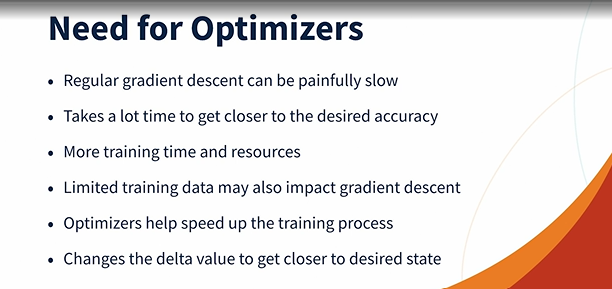 Need for Optimizers
• Regular gradient descent can be painfully slow
• Takes a lot time to get closer to the desired accuracy
• More training time and resources
• Limited training data may also impact gradient descent
• Optimizers help speed up the training process
• Changes the delta value to get closer to desired state